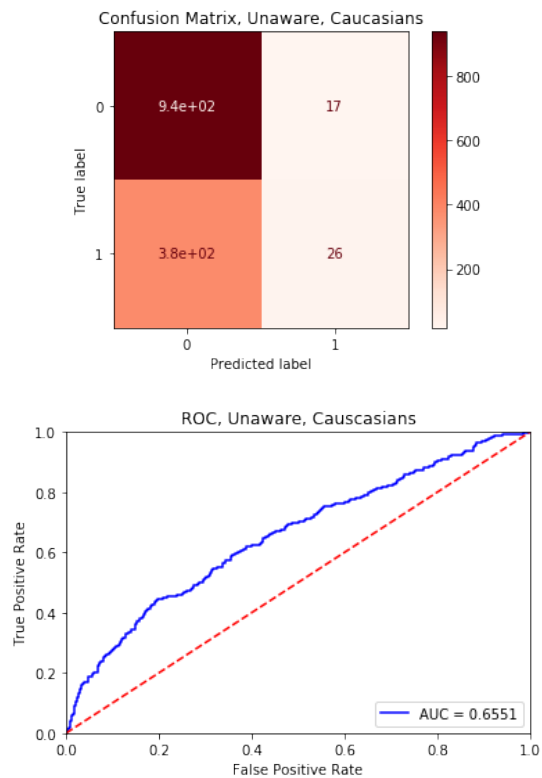 Confusion Matrix, Unaware, Caucasians
0
9.4e+02
17
1
3.8e+02
26
0
1
True label
Predicted label
800
600
400
200
ROC, Unaware, Causcasians
1.0
0.8
0.6
0.4
0.2
0.0
True Positive Rate
AUC = 0.6551
0.0
0.2
0.4
0.6
0.8
1.0
False Positive Rate